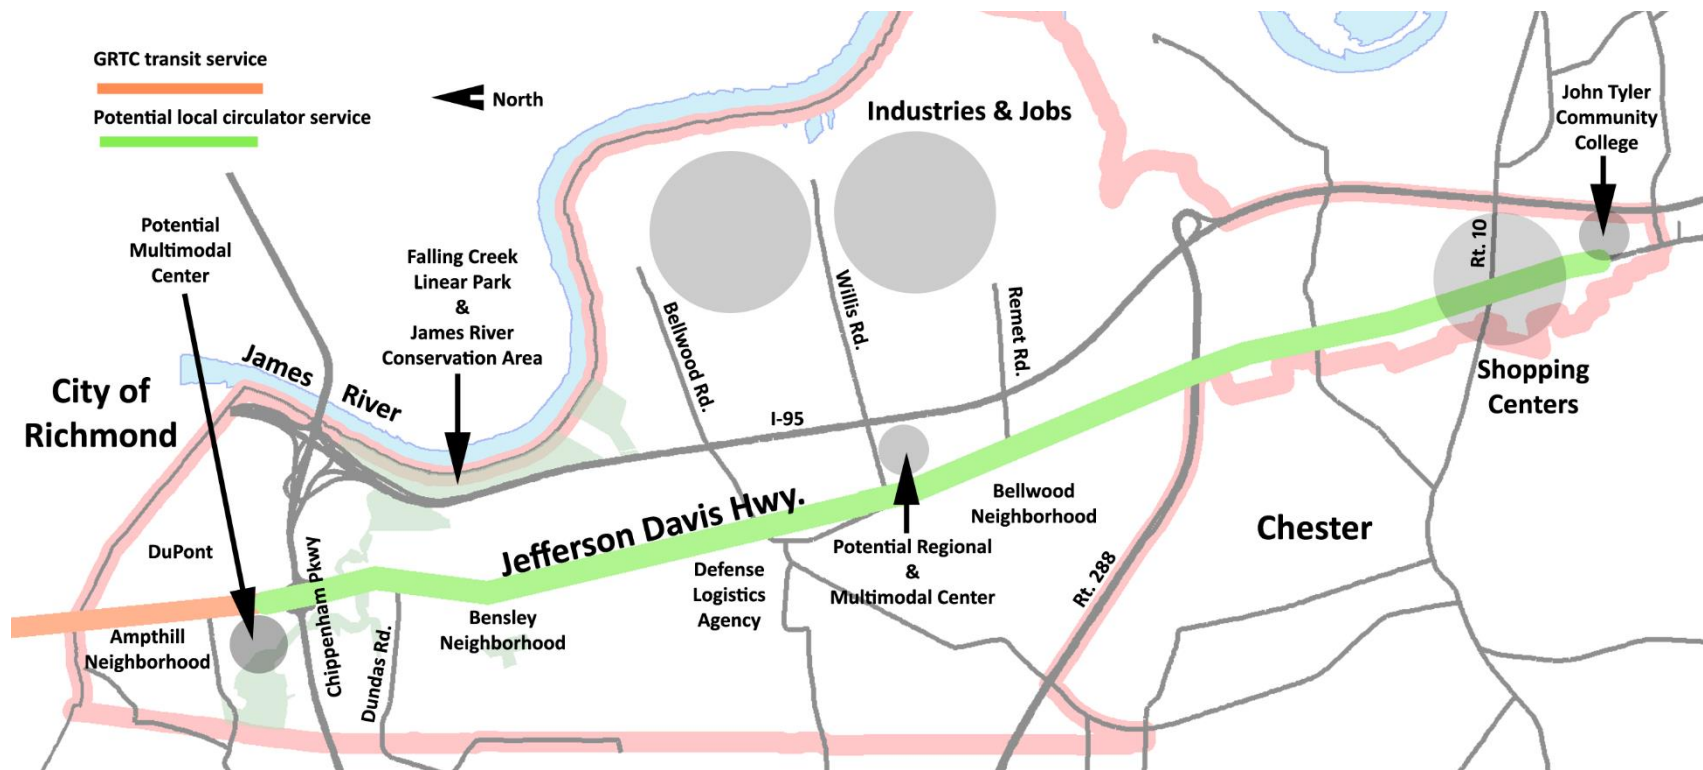 GRTC transit service
Potential local circulator service
North
Industries & Jobs
John Tyler
Community
College
Potential
Multimodal
Center
Falling Creek
Linear Park
&
James River
Conservation Area
Bellwood Rd.
Willis Rd.
Remet Rd.
Rt. 10
James River
City of
Richmond
I-95
Shopping
Centers
Jefferson Davis Hwy.
Bellwood
Neighborhood
Chester
DuPont
Chippenham Pkwy
Potential Regional
&
Multimodal Center
Defense
Logistics
Agency
Rt. 288
Ampthill
Neighborhood
Bensley
Neighborhood
Dundas Rd.